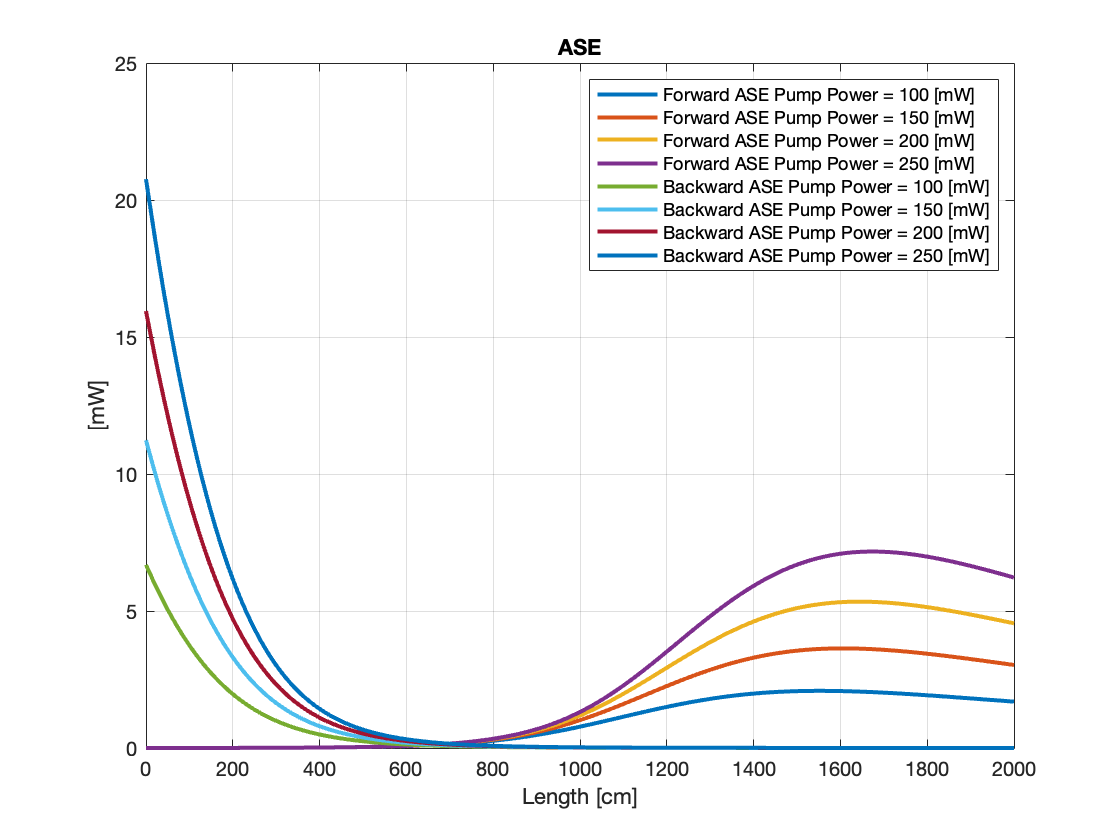 ASE
25
20
15
10
5
0
[mW]
Forward ASE Pump Power = 100 [mW]
Forward ASE Pump Power = 150 [mW]
Forward ASE Pump Power = 200 [mW]
Forward ASE Pump Power = 250 [mW]
Backward ASE Pump Power = 100 [mW]
Backward ASE Pump Power = 150 [mW]
Backward ASE Pump Power = 200 [mW]
Backward ASE Pump Power = 250 [mW]
0 200 400 600 800 1000 1200 1400 1600 1800 2000
Length [cm]